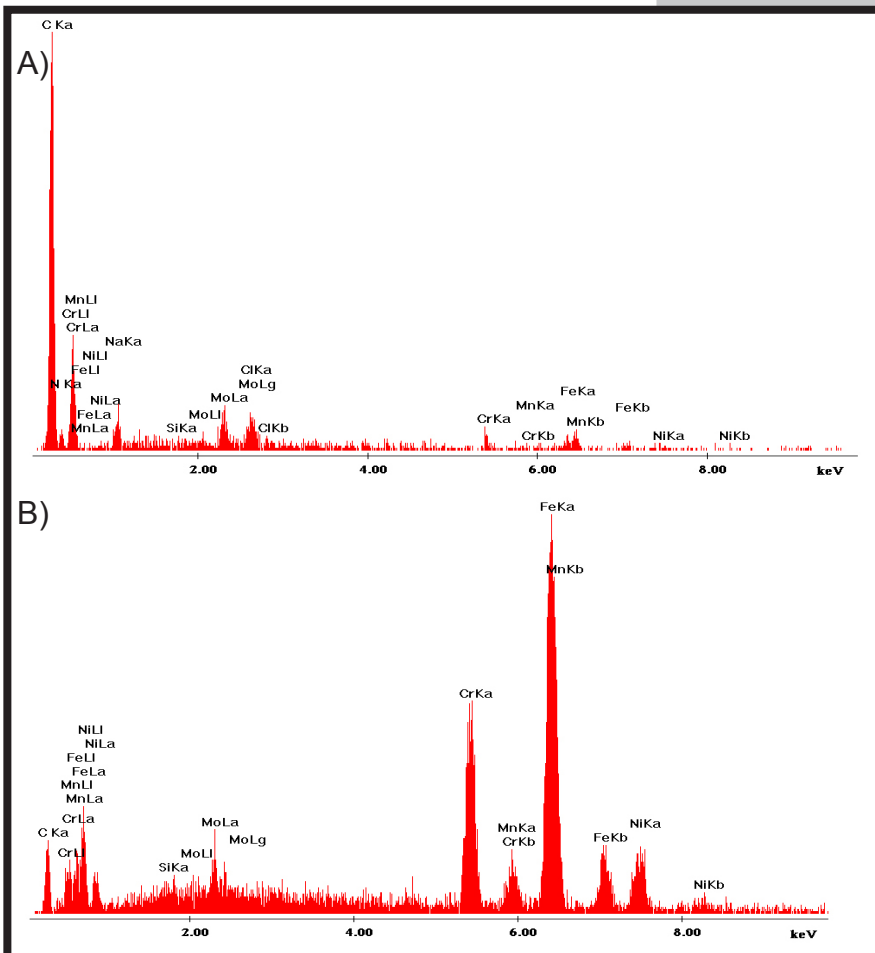 C Ka
A)
MnLl
CrLl
CrLa
NaKa
NiLl
FeLl
N Ka
NiLa
FeLa
MnLa
SiKa
MoLl
MoLa
ClKa
MoLg
ClKb
CrKa
MnKa
CrKb
FeKa
MnKb
FeKb
NiKa
NiKb
2.00 4.00 6.00 8.00 keV
B)
FeKa
MnKb
CrKa
NiLl
NiLa
FeLl
FeLa
MnLl
MnLa
CrLa
C Ka
CrLl
SiKa
MoLl
MoLa
MoLg
MnKa
CrKb
FeKb
NiKa
NiKb
2.00 4.00 6.00 8.00 keV